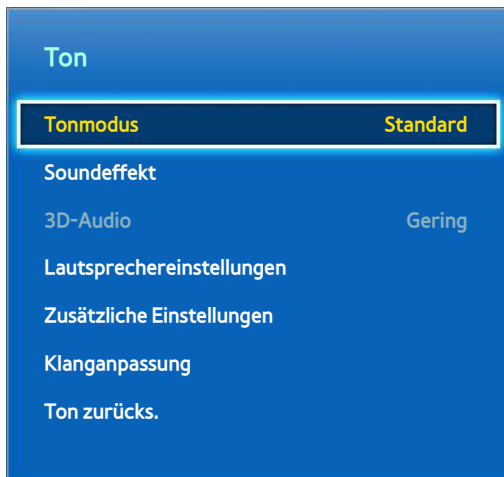 Ton
Tonmodus Standard
Soundeffekt
3D-Audio Gering
Lautsprechereinstellungen
Zusätzliche Einstellungen
Klanganpassung
Ton zurücks.